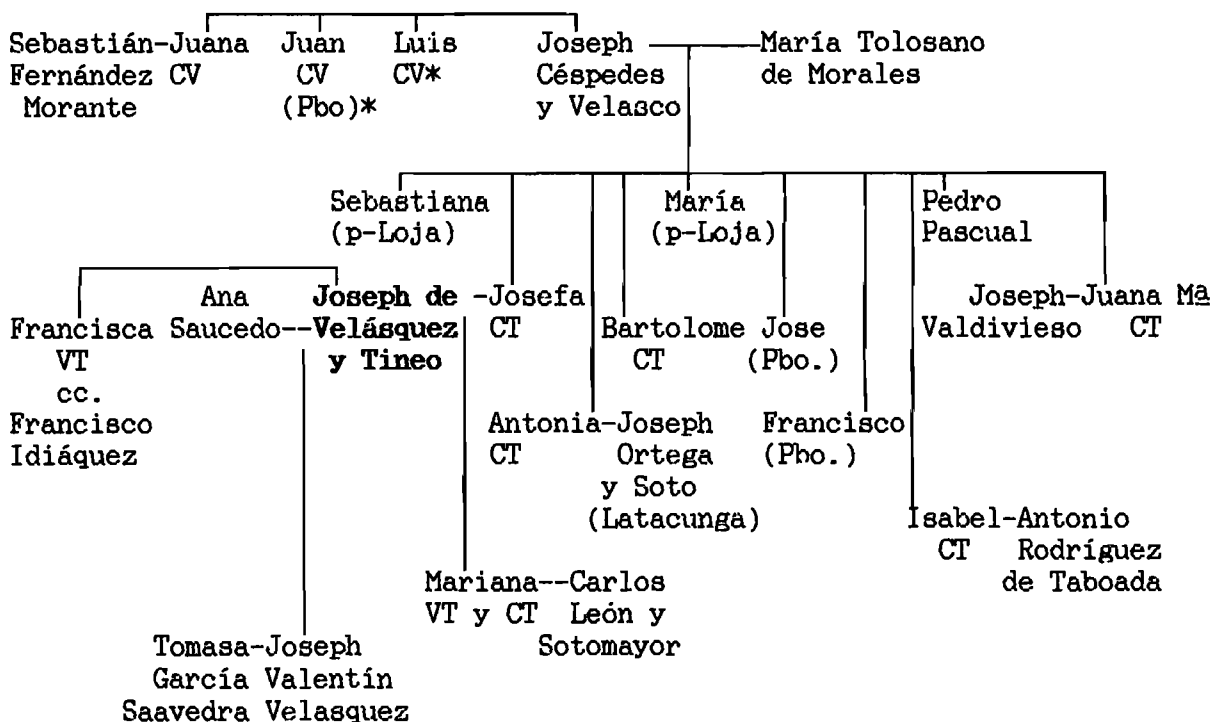 Sebastián-Juana Juan Luis Joseph María Tolosano
Fernández CV CV CV* Céspedes de Morales
Morante (Pbo)* y Velasco
Sebastiana María Pedro
(p-Loja) (p-Loja) Pascual
Ana Joseph de -Josefa Joseph-Juana Mª
Francisca Saucedo--Velásquez CT Bartolome Jose Valdivieso CT
VT y Tineo CT (Pbo.)
cc.
Francisco Antonia-Joseph Francisco
Idiáquez CT Ortega (Pbo.)
y Soto
(Latacunga) Isabel-Antonio
CT Rodríguez
Mariana--Carlos de Taboada
VT y CT León y
Tomasa-Joseph Sotomayor
García Valentín
Saavedra Velasquez